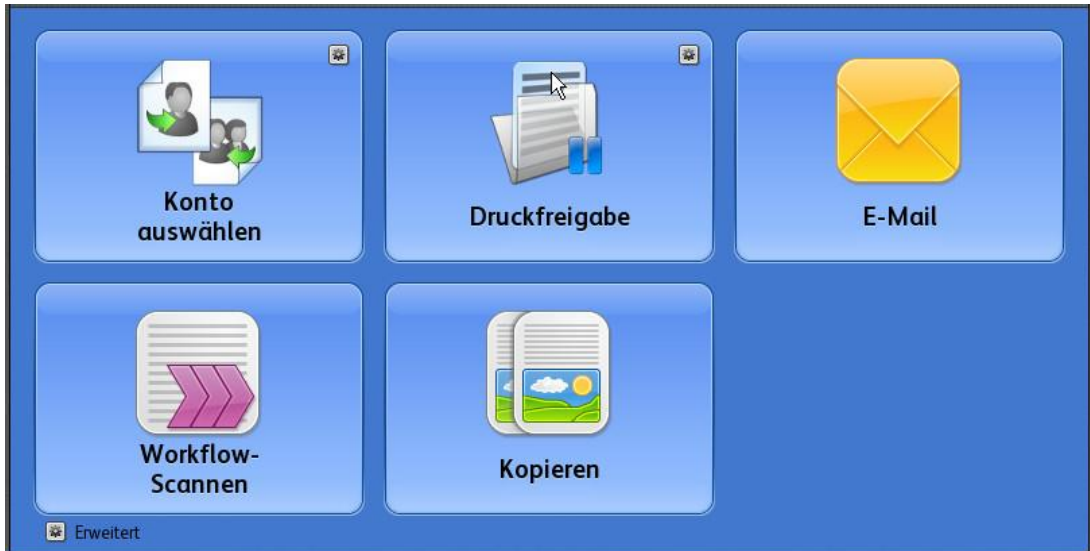 Konto
auswählen
Druckfreigabe
E-Mail
Workflow-
Scannen
Kopieren
Erweitert